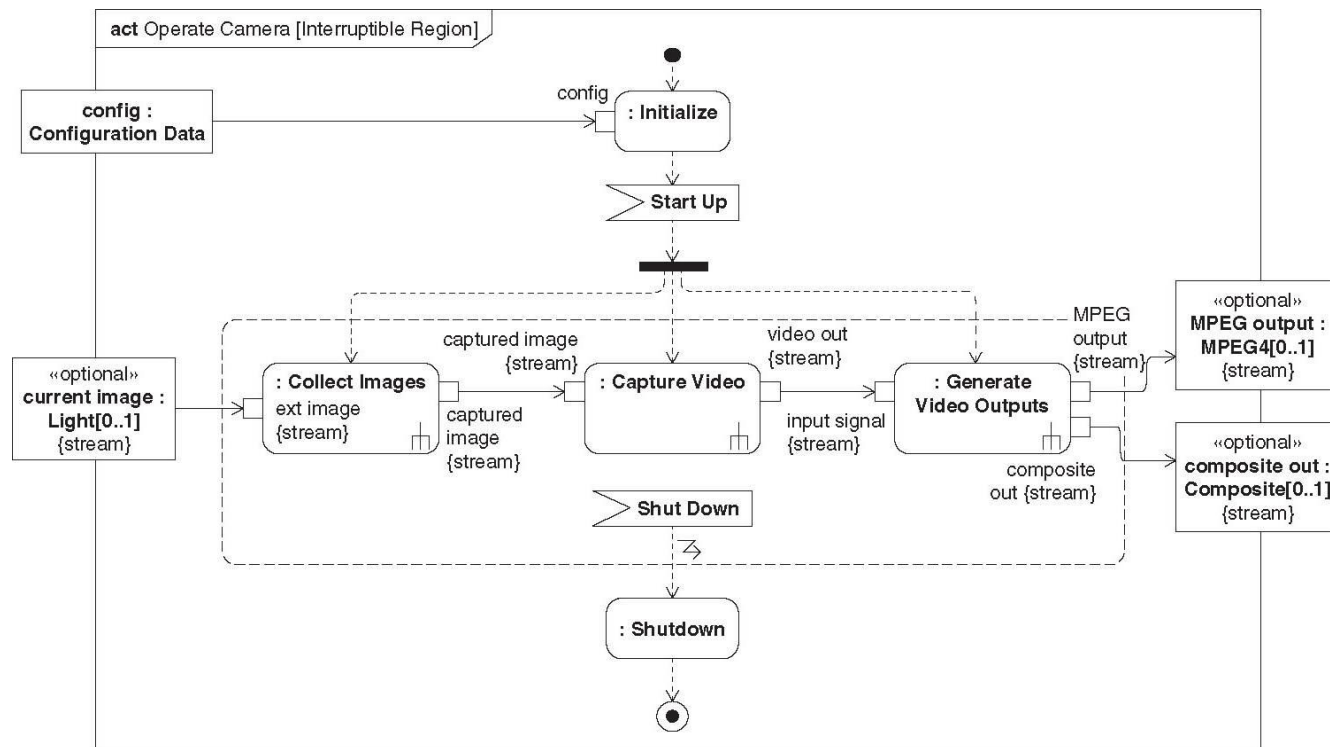 act Operate Camera [Interruptible Region]
config :
Configuration Data
config
: Initialize
Start Up
«optional»
current image :
Light[0..1]
{stream}
: Collect Images
ext image
{stream}
captured image
{stream}
captured
image
{stream}
: Capture Video
video out
{stream}
input signal
{stream}
: Generate
Video Outputs
MPEG
output
{stream}
composite
out {stream}
«optional»
MPEG output :
MPEG4[0..1]
{stream}
«optional»
composite out :
Composite[0..1]
{stream}
Shut Down
: Shutdown